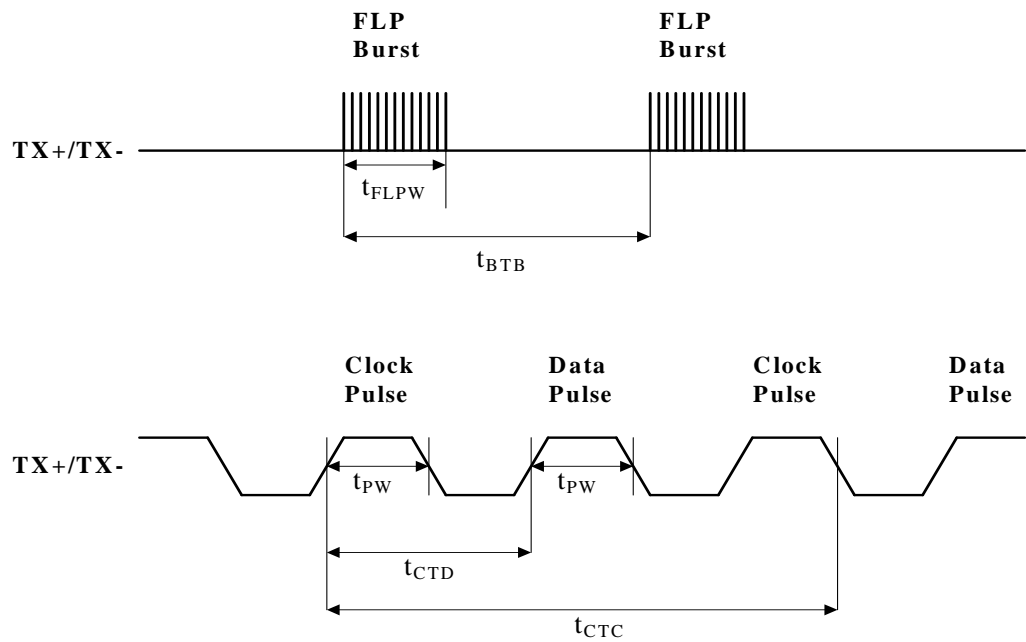 FLP FLP
Burst Burst
TX+/TX-
tFLPW
tBTB
Clock Data Clock Data
Pulse Pulse Pulse Pulse
TX+/TX-
tPW tPW
tCTD
tCTC